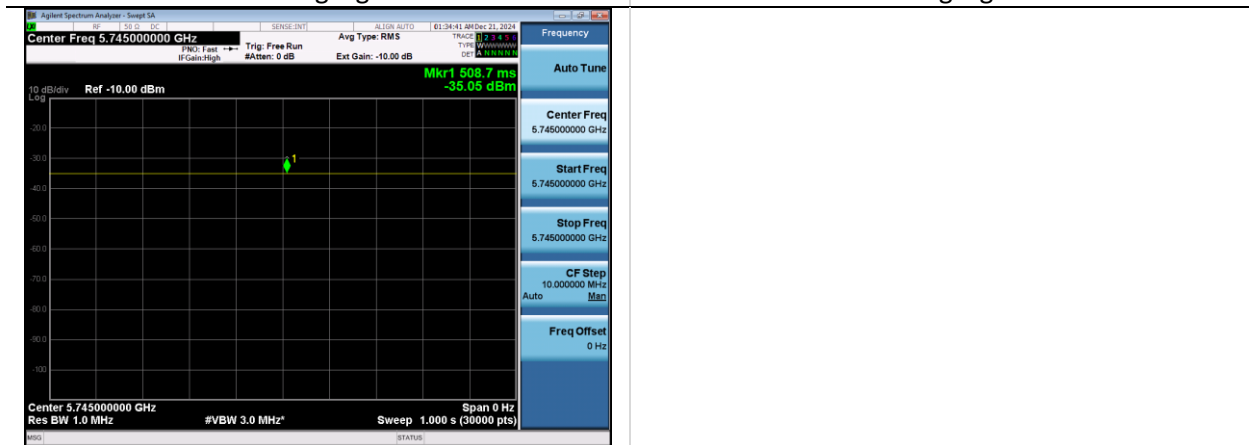 Agilent Spectrum Analyzer - Swept SA
RF 50 Ω DC SENSE:INT ALIGN AUTO 01:34:41 AM Dec 21, 2024
Center Freq 5.745000000 GHz
PNO: Fast
IFGain:High
Trig: Free Run
#Atten: 0 dB
Avg Type: RMS
Ext Gain: -10.00 dB
TRACE 1 2 3 4 5 6
TYPE WWWWWW
DET A NNNNN
Mkr1 508.7 ms
-35.05 dBm
10 dB/div Ref -10.00 dBm
Log
-20.0
-30.0
1
-40.0
-50.0
-60.0
-70.0
-80.0
-90.0
-100
Center 5.745000000 GHz Span 0 Hz
Res BW 1.0 MHz #VBW 3.0 MHz* Sweep 1.000 s (30000 pts)
MSG STATUS
Frequency
Auto Tune
Center Freq
5.745000000 GHz
Start Freq
5.745000000 GHz
Stop Freq
5.745000000 GHz
CF Step
10.000000 MHz
Auto Man
Freq Offset
0 Hz